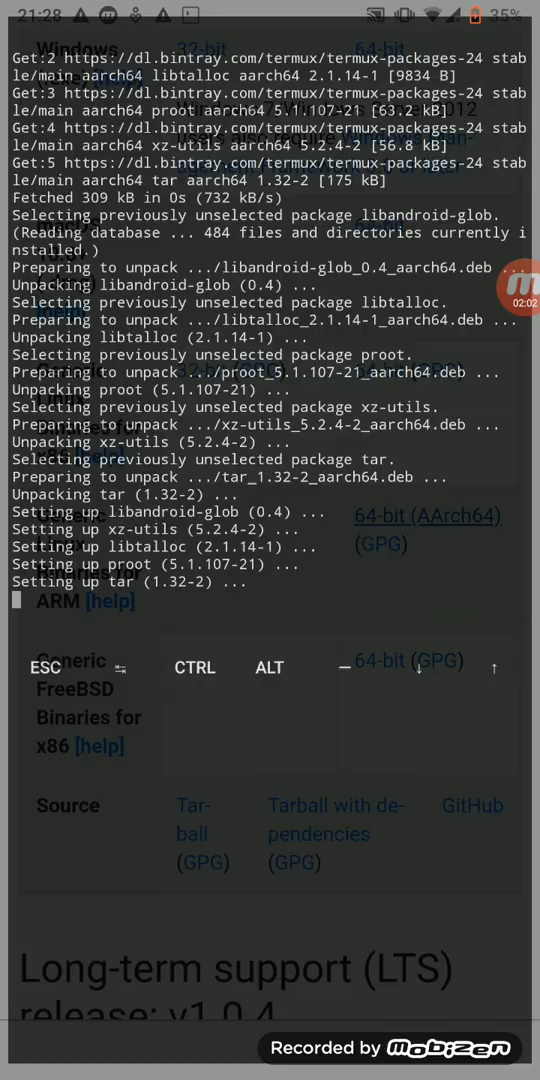 21:28
35%
Windows 32-bit 64-bit
Get:2 https://dl.bintray.com/termux/termux-packages-24 stab
le/main aarch64 libtalloc aarch64 2.1.14-1 [9834 B]
Get:3 https://dl.bintray.com/termux/termux-packages-24 stab
le/main aarch64 proot aarch64 5.1.107-21
Get:4 https://dl.bintray.com/termux/termux-packages-24 stab
le/main aarch64 xz-utils aarch64 5.2.4-2 [56.8 kB]
Get:5 https://dl.bintray.com/termux/termux-packages-24 stab
le/main aarch64 tar aarch64 1.32-2 [175 kB]
Fetched 309 kB in 0s (732 kB/s)
Selecting previously unselected package libandroid-glob.
(Reading database ... 484 files and directories currently i
nstalled.)
Preparing to unpack .../libandroid-glob_0.4_aarch64.deb ...
Unpacking libandroid-glob (0.4) ...
Selecting previously unselected package libtalloc.
Preparing to unpack .../libtalloc_2.1.14-1_aarch64.deb ...
Unpacking libtalloc (2.1.14-1) ...
Selecting previously unselected package proot.
Preparing to unpack .../proot_5.1.107-21_aarch64.deb ...
Unpacking proot (5.1.107-21) ...
Selecting previously unselected package xz-utils.
Preparing to unpack .../xz-utils_5.2.4-2_aarch64.deb ...
Unpacking xz-utils (5.2.4-2) ...
Selecting previously unselected package tar.
Preparing to unpack .../tar_1.32-2_aarch64.deb ...
Unpacking tar (1.32-2) ...
Setting up libandroid-glob (0.4) ...
Setting up xz-utils (5.2.4-2) ...
Setting up libtalloc (2.1.14-1) ...
Setting up proot (5.1.107-21) ...
Setting up tar (1.32-2) ...
02:02
64-bit (AArch64)
(GPG)
ARM [help]
ESC CTRL ALT — ↓ ↑
Generic 64-bit (GPG)
FreeBSD
Binaries for
x86 [help]
Source Tar- Tarball with de- GitHub
ball pendencies
(GPG) (GPG)
Long-term support (LTS)
release: v1.0.4
Recorded by mobizen